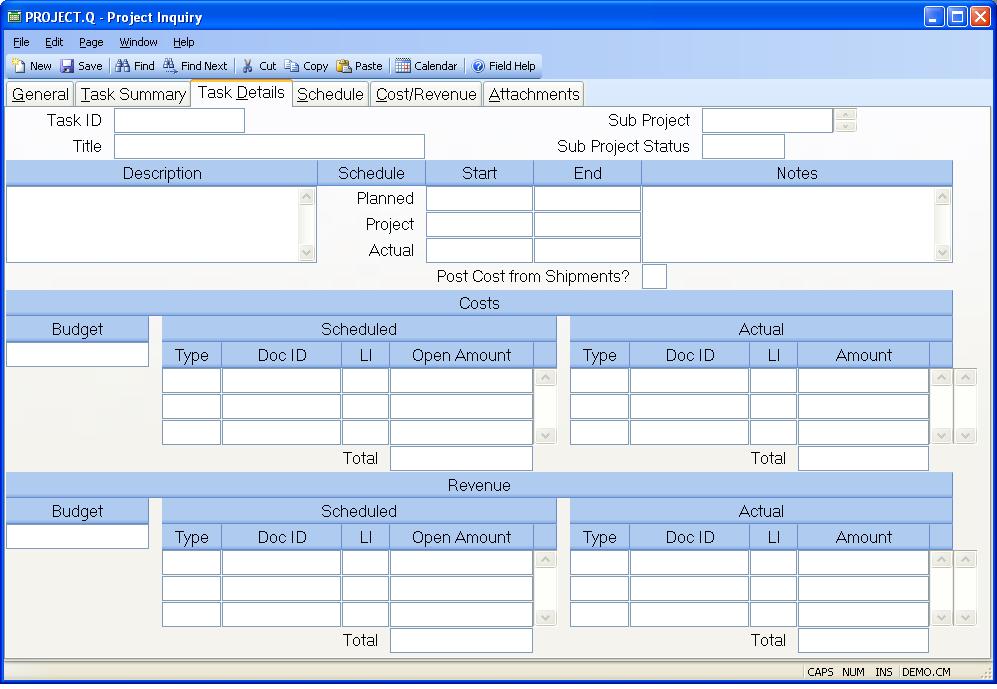 PROJECT.Q - Project Inquiry
File Edit Page Window Help
New Save Find Find Next Cut Copy Paste Calendar Field Help
General Task Summary Task Details Schedule Cost/Revenue Attachments
Task ID Sub Project
Title Sub Project Status
Description Schedule Start End Notes
Planned
Project
Actual
Post Cost from Shipments?
Costs
Budget Scheduled Actual
Type Doc ID LI Open Amount Type Doc ID LI Amount
Total Total
Revenue
Budget Scheduled Actual
Type Doc ID LI Open Amount Type Doc ID LI Amount
Total Total
CAPS NUM INS DEMO.CM